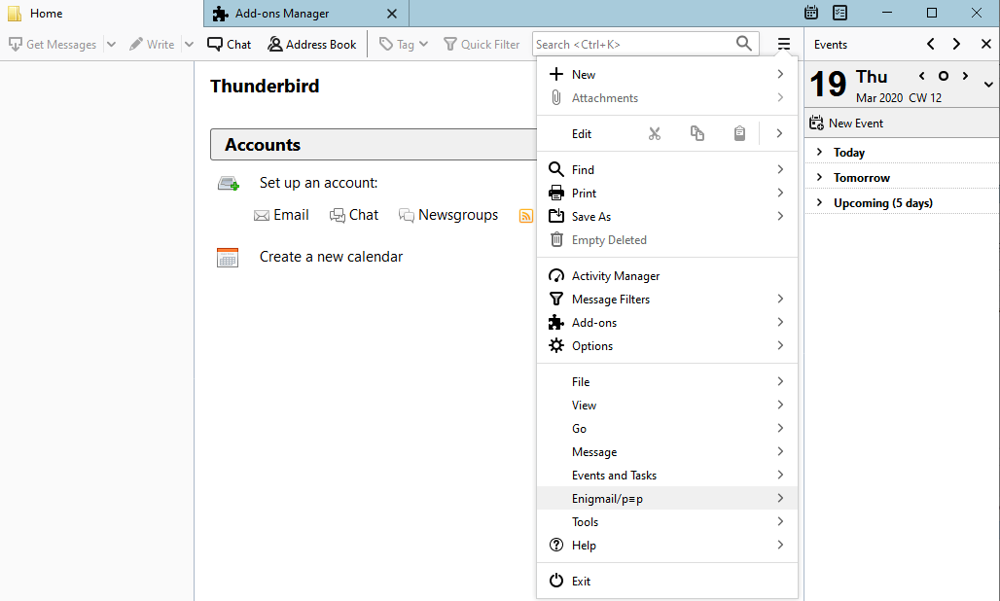 Home
Add-ons Manager
Get Messages Write Chat Address Book Tag Quick Filter Search <Ctrl+K>
Thunderbird
Accounts
Set up an account:
Email Chat Newsgroups
Create a new calendar
New
Attachments
Edit
Find
Print
Save As
Empty Deleted
Activity Manager
Message Filters
Add-ons
Options
File
View
Go
Message
Events and Tasks
Enigmail/p≡p
Tools
Help
Exit
Events
19 Thu
Mar 2020 CW 12
New Event
Today
Tomorrow
Upcoming (5 days)